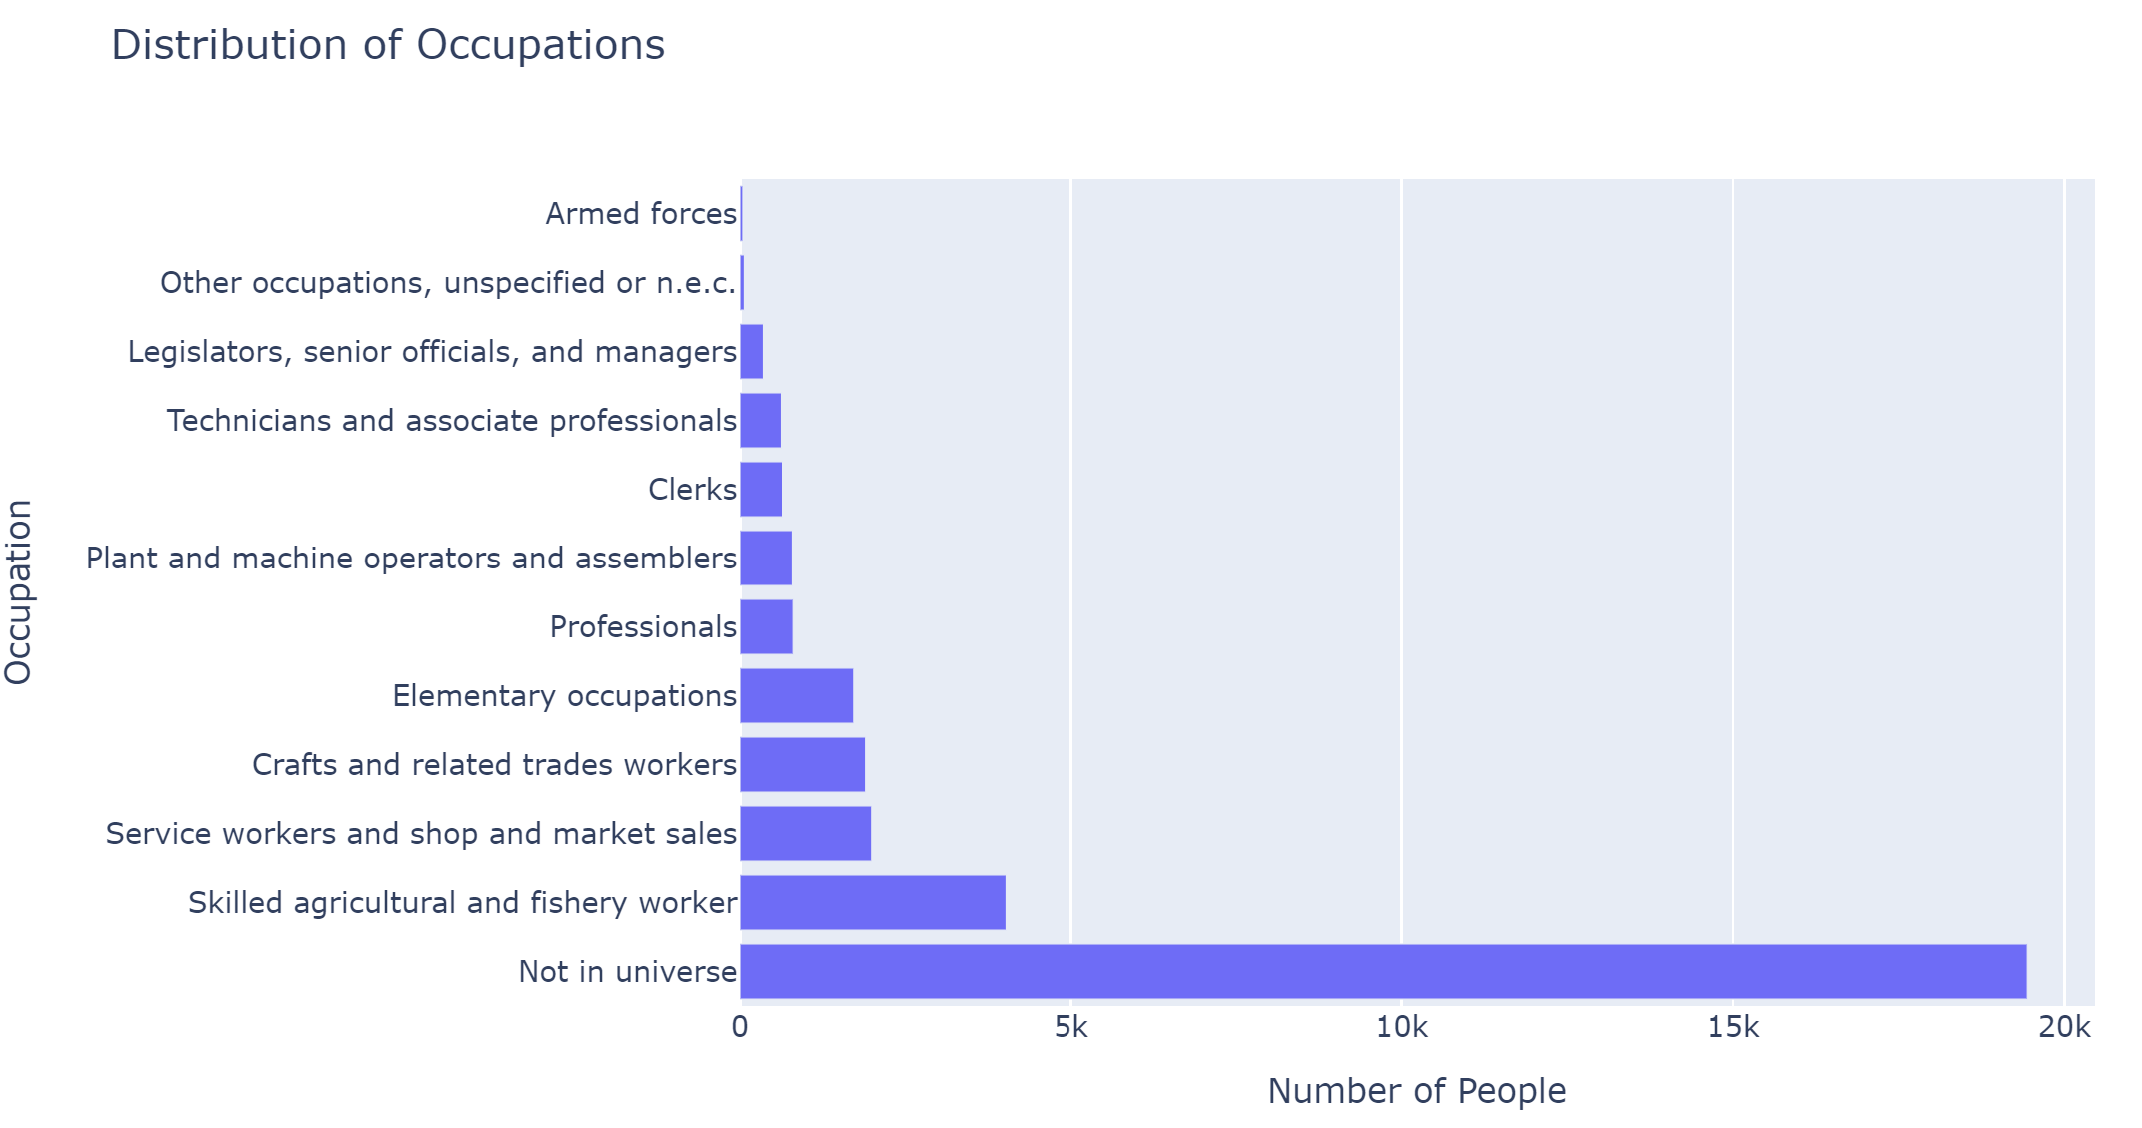 Distribution of Occupations
Armed forces
Other occupations, unspecified or n.e.c.
Legislators, senior officials, and managers
Technicians and associate professionals
Clerks
Plant and machine operators and assemblers
Professionals
Elementary occupations
Crafts and related trades workers
Service workers and shop and market sales
Skilled agricultural and fishery worker
Not in universe
Occupation
0 5k 10k 15k 20k
Number of People